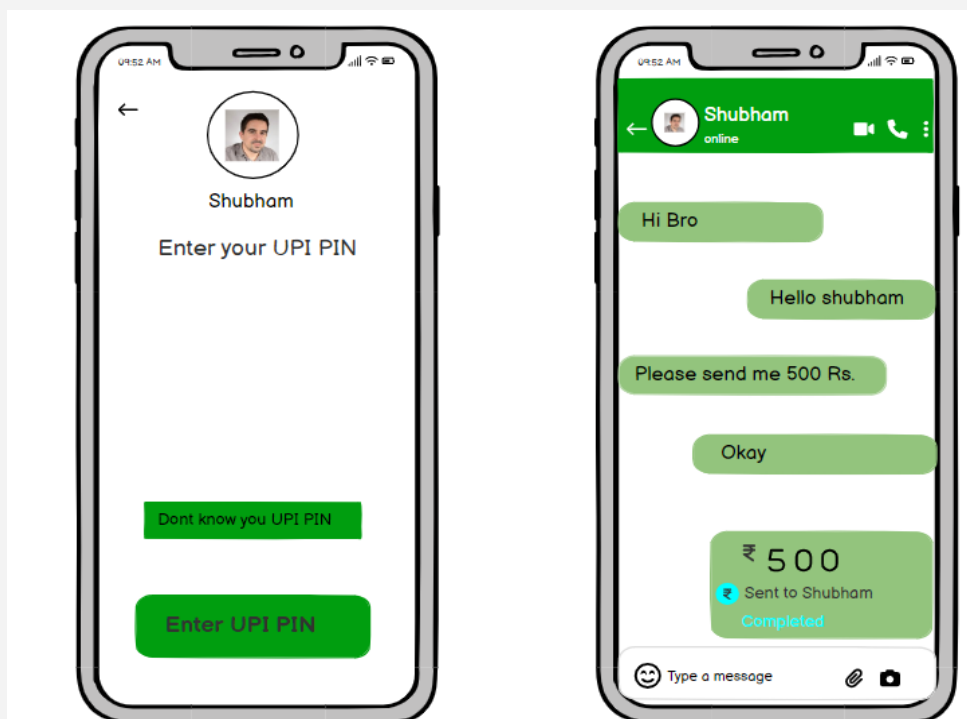 09:52 AM
Shubham
Enter your UPI PIN
Dont know you UPI PIN
Enter UPI PIN
09:52 AM
Shubham
online
Hi Bro
Hello shubham
Please send me 500 Rs.
Okay
₹ 500
₹ Sent to Shubham
Completed
Type a message